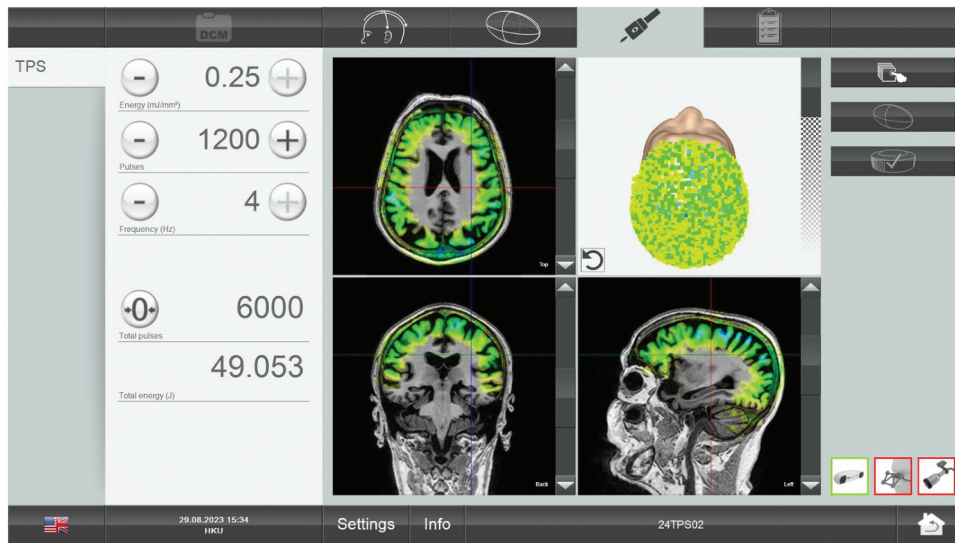 DCM
TPS
0.25
Energy (mJ/mm²)
1200
Pulses
4
Frequency (Hz)
0
6000
Total pulses
49.053
Total energy (J)
Top
Back
Left
29.08.2023 15:34
HKU
Settings
Info
24TPS02